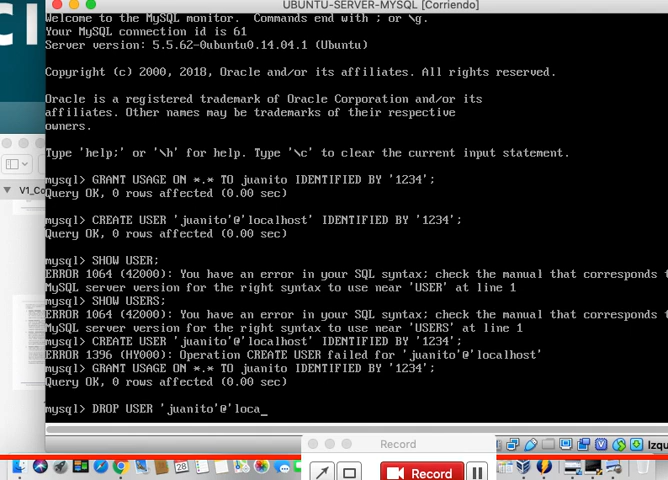 UBUNTU-SERVER-MYSQL [Corriendo]
Welcome to the MySQL monitor.  Commands end with ; or \g.
Your MySQL connection id is 61
Server version: 5.5.62-0ubuntu0.14.04.1 (Ubuntu)
Copyright (c) 2000, 2018, Oracle and/or its affiliates. All rights reserved.
Oracle is a registered trademark of Oracle Corporation and/or its
affiliates. Other names may be trademarks of their respective
owners.
Type 'help;' or '\h' for help. Type '\c' to clear the current input statement.
V1_Co
mysql> GRANT USAGE ON *.* TO juanito IDENTIFIED BY '1234';
Query OK, 0 rows affected (0.00 sec)
mysql> CREATE USER 'juanito'@'localhost' IDENTIFIED BY '1234';
Query OK, 0 rows affected (0.00 sec)
mysql> SHOW USER;
ERROR 1064 (42000): You have an error in your SQL syntax; check the manual that corresponds t
MySQL server version for the right syntax to use near 'USER' at line 1
mysql> SHOW USERS;
ERROR 1064 (42000): You have an error in your SQL syntax; check the manual that corresponds t
MySQL server version for the right syntax to use near 'USERS' at line 1
mysql> CREATE USER 'juanito'@'localhost' IDENTIFIED BY '1234';
ERROR 1396 (HY000): Operation CREATE USER failed for 'juanito'@'localhost'
mysql> GRANT USAGE ON *.* TO juanito IDENTIFIED BY '1234';
Query OK, 0 rows affected (0.00 sec)
mysql> DROP USER 'juanito'@'loca_
Izqu
Record
Record